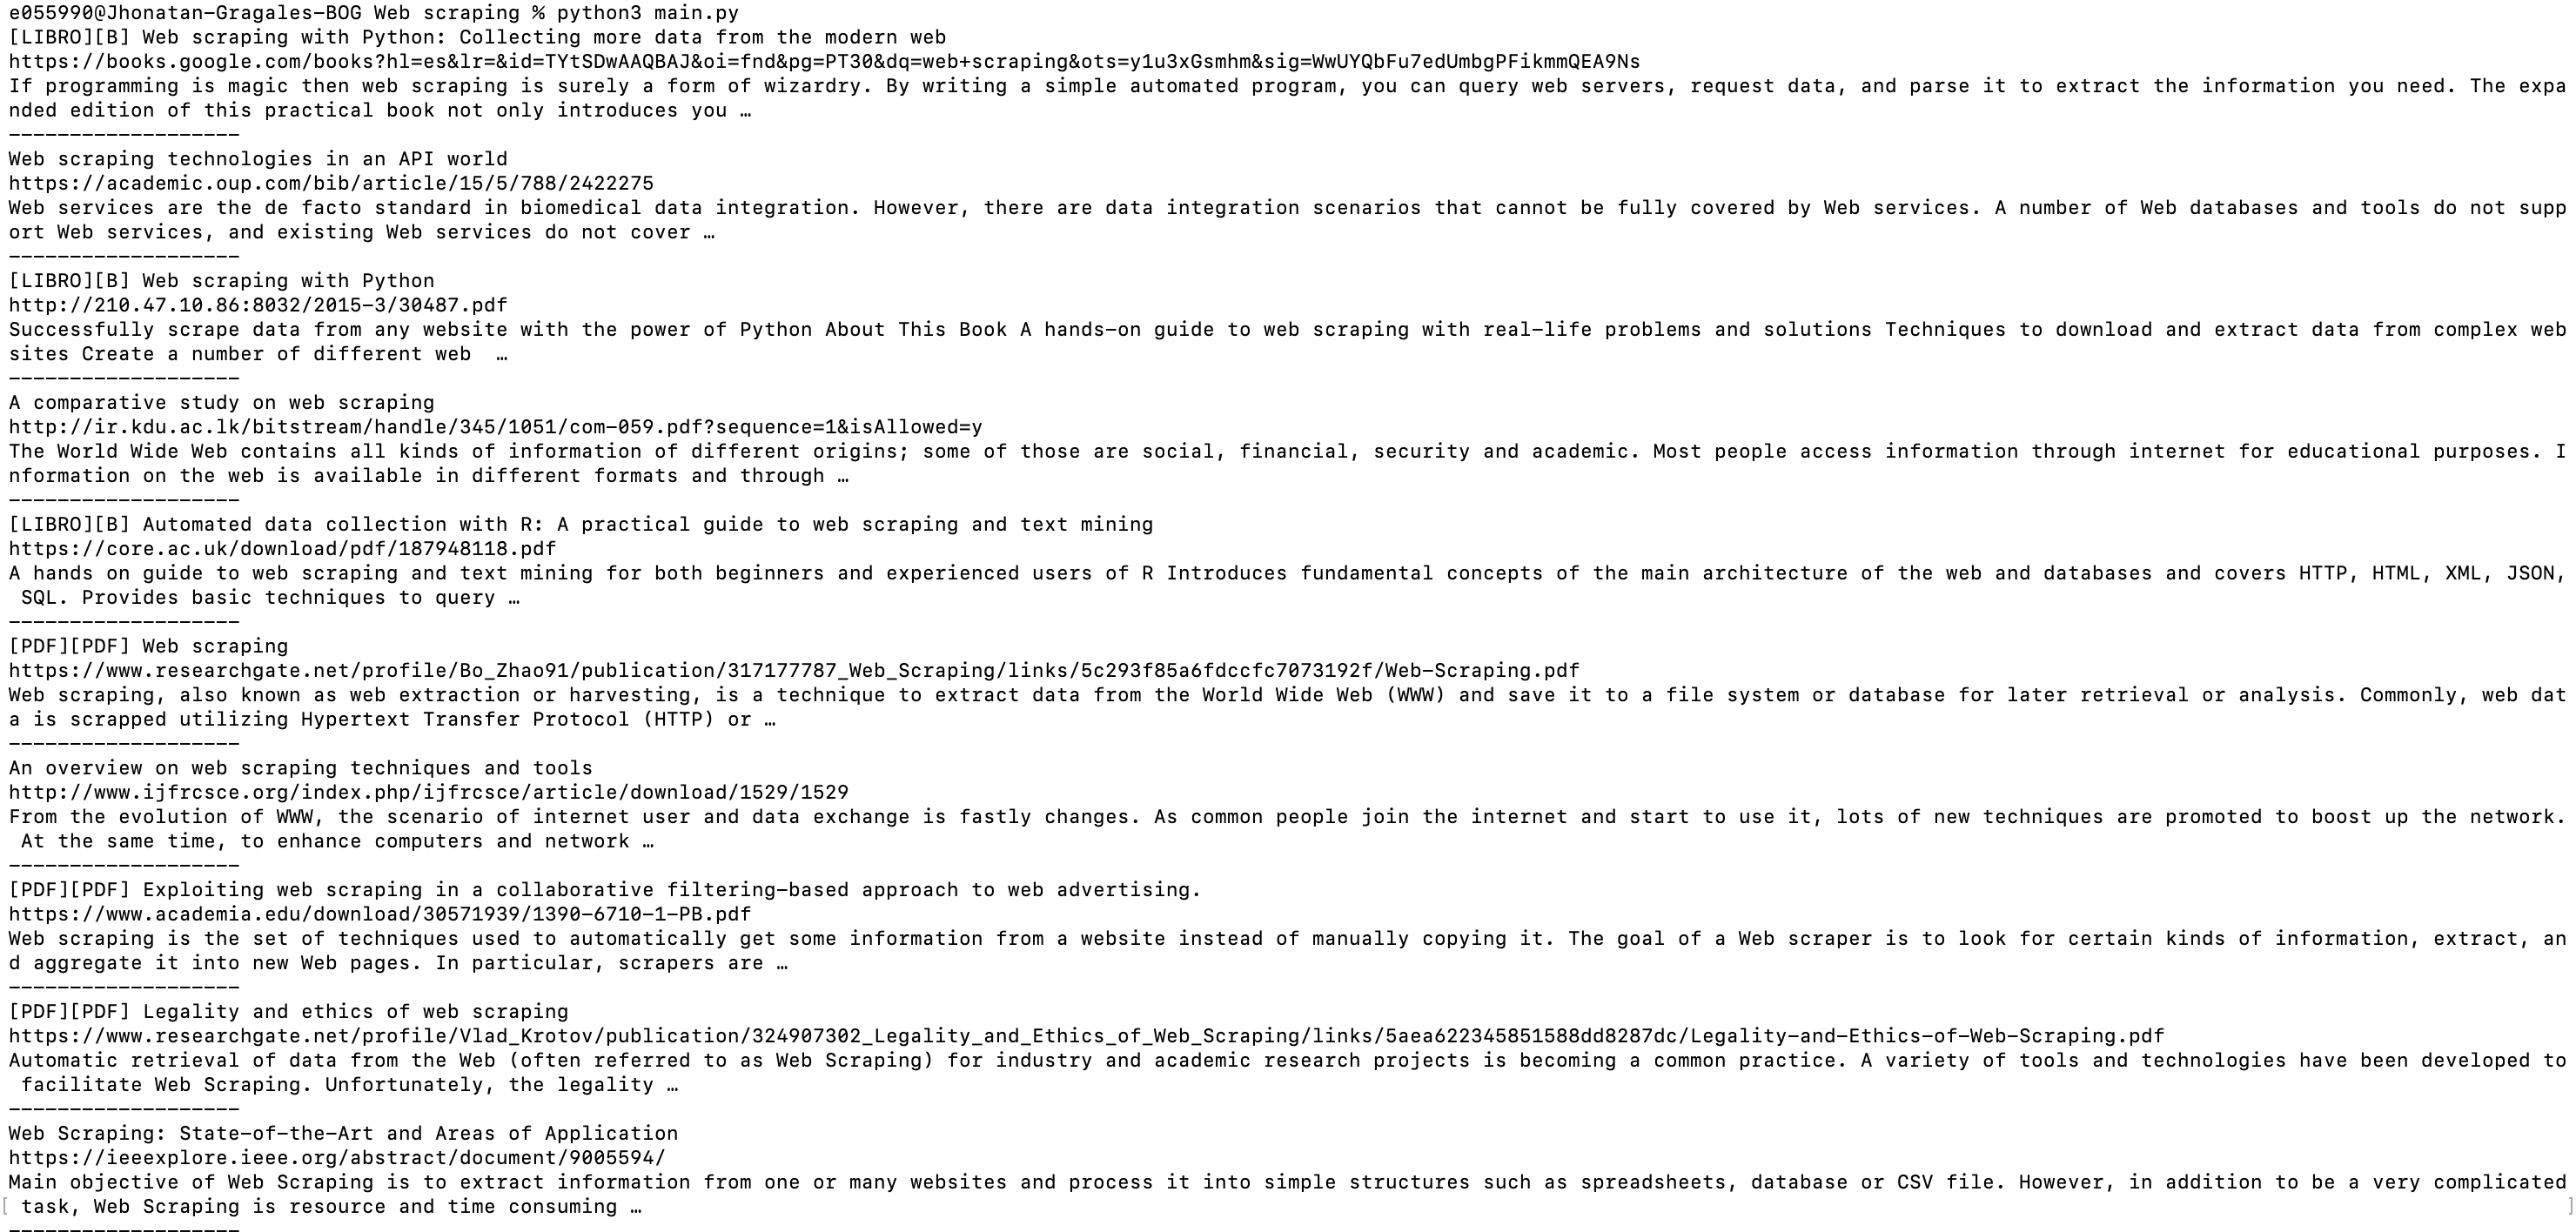 e055990@Jhonatan-Gragales-BOG Web scraping % python3 main.py
[LIBRO][B] Web scraping with Python: Collecting more data from the modern web
https://books.google.com/books?hl=es&lr=&id=TYtSDwAAQBAJ&oi=fnd&pg=PT30&dq=web+scraping&ots=y1u3xGsmhm&sig=WwUYQbFu7edUmbgPFikmmQEA9Ns
If programming is magic then web scraping is surely a form of wizardry. By writing a simple automated program, you can query web servers, request data, and parse it to extract the information you need. The expa
nded edition of this practical book not only introduces you …
-------------------
Web scraping technologies in an API world
https://academic.oup.com/bib/article/15/5/788/2422275
Web services are the de facto standard in biomedical data integration. However, there are data integration scenarios that cannot be fully covered by Web services. A number of Web databases and tools do not supp
ort Web services, and existing Web services do not cover …
-------------------
[LIBRO][B] Web scraping with Python
http://210.47.10.86:8032/2015-3/30487.pdf
Successfully scrape data from any website with the power of Python About This Book A hands-on guide to web scraping with real-life problems and solutions Techniques to download and extract data from complex web
sites Create a number of different web  …
-------------------
A comparative study on web scraping
http://ir.kdu.ac.lk/bitstream/handle/345/1051/com-059.pdf?sequence=1&isAllowed=y
The World Wide Web contains all kinds of information of different origins; some of those are social, financial, security and academic. Most people access information through internet for educational purposes. I
nformation on the web is available in different formats and through …
-------------------
[LIBRO][B] Automated data collection with R: A practical guide to web scraping and text mining
https://core.ac.uk/download/pdf/187948118.pdf
A hands on guide to web scraping and text mining for both beginners and experienced users of R Introduces fundamental concepts of the main architecture of the web and databases and covers HTTP, HTML, XML, JSON,
 SQL. Provides basic techniques to query …
-------------------
[PDF][PDF] Web scraping
https://www.researchgate.net/profile/Bo_Zhao91/publication/317177787_Web_Scraping/links/5c293f85a6fdccfc7073192f/Web-Scraping.pdf
Web scraping, also known as web extraction or harvesting, is a technique to extract data from the World Wide Web (WWW) and save it to a file system or database for later retrieval or analysis. Commonly, web dat
a is scrapped utilizing Hypertext Transfer Protocol (HTTP) or …
-------------------
An overview on web scraping techniques and tools
http://www.ijfrcsce.org/index.php/ijfrcsce/article/download/1529/1529
From the evolution of WWW, the scenario of internet user and data exchange is fastly changes. As common people join the internet and start to use it, lots of new techniques are promoted to boost up the network.
 At the same time, to enhance computers and network …
-------------------
[PDF][PDF] Exploiting web scraping in a collaborative filtering-based approach to web advertising.
https://www.academia.edu/download/30571939/1390-6710-1-PB.pdf
Web scraping is the set of techniques used to automatically get some information from a website instead of manually copying it. The goal of a Web scraper is to look for certain kinds of information, extract, an
d aggregate it into new Web pages. In particular, scrapers are …
-------------------
[PDF][PDF] Legality and ethics of web scraping
https://www.researchgate.net/profile/Vlad_Krotov/publication/324907302_Legality_and_Ethics_of_Web_Scraping/links/5aea622345851588dd8287dc/Legality-and-Ethics-of-Web-Scraping.pdf
Automatic retrieval of data from the Web (often referred to as Web Scraping) for industry and academic research projects is becoming a common practice. A variety of tools and technologies have been developed to
 facilitate Web Scraping. Unfortunately, the legality …
-------------------
Web Scraping: State-of-the-Art and Areas of Application
https://ieeexplore.ieee.org/abstract/document/9005594/
Main objective of Web Scraping is to extract information from one or many websites and process it into simple structures such as spreadsheets, database or CSV file. However, in addition to be a very complicated
[ task, Web Scraping is resource and time consuming … ]
-------------------